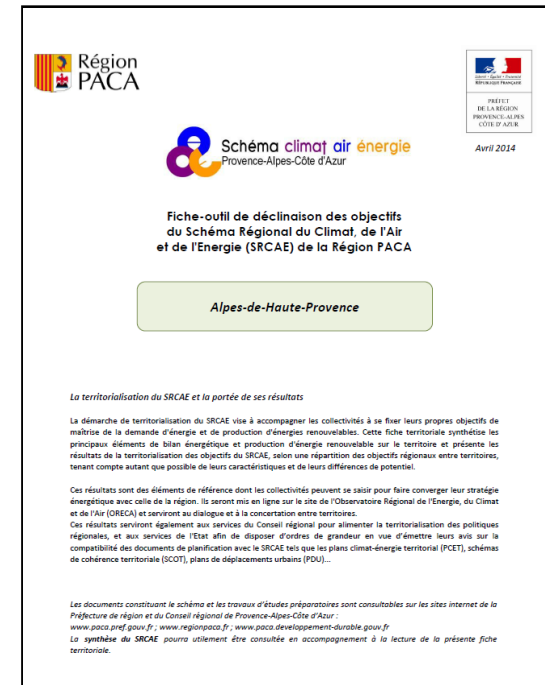 Région
PACA
Liberté • Égalité • Fraternité
RÉPUBLIQUE FRANÇAISE
PRÉFET
DE LA RÉGION
PROVENCE-ALPES
CÔTE D'AZUR
Schéma climat air énergie
Provence-Alpes-Côte d'Azur
Avril 2014
Fiche-outil de déclinaison des objectifs
du Schéma Régional du Climat, de l'Air
et de l'Energie (SRCAE) de la Région PACA
Alpes-de-Haute-Provence
La territorialisation du SRCAE et la portée de ses résultats
La démarche de territorialisation du SRCAE vise à accompagner les collectivités à se fixer leurs propres objectifs de
maîtrise de la demande d'énergie et de production d'énergies renouvelables. Cette fiche territoriale synthétise les
principaux éléments de bilan énergétique et production d'énergie renouvelable sur le territoire et présente les
résultats de la territorialisation des objectifs du SRCAE, selon une répartition des objectifs régionaux entre territoires,
tenant compte autant que possible de leurs caractéristiques et de leurs différences de potentiel.
Ces résultats sont des éléments de référence dont les collectivités peuvent se saisir pour faire converger leur stratégie
énergétique avec celle de la région. Ils seront mis en ligne sur le site de l'Observatoire Régional de l'Energie, du Climat
et de l'Air (ORECA) et serviront au dialogue et à la concertation entre territoires.
Ces résultats serviront également aux services du Conseil régional pour alimenter la territorialisation des politiques
régionales, et aux services de l'Etat afin de disposer d'ordres de grandeur en vue d'émettre leurs avis sur la
compatibilité des documents de planification avec le SRCAE tels que les plans climat-énergie territorial (PCET), schémas
de cohérence territoriale (SCOT), plans de déplacements urbains (PDU)...
Les documents constituant le schéma et les travaux d'études préparatoires sont consultables sur les sites internet de la
Préfecture de région et du Conseil régional de Provence-Alpes-Côte d'Azur :
www.paca.pref.gouv.fr ; www.regionpaca.fr ; www.paca.developpement-durable.gouv.fr
La synthèse du SRCAE pourra utilement être consultée en accompagnement à la lecture de la présente fiche
territoriale.